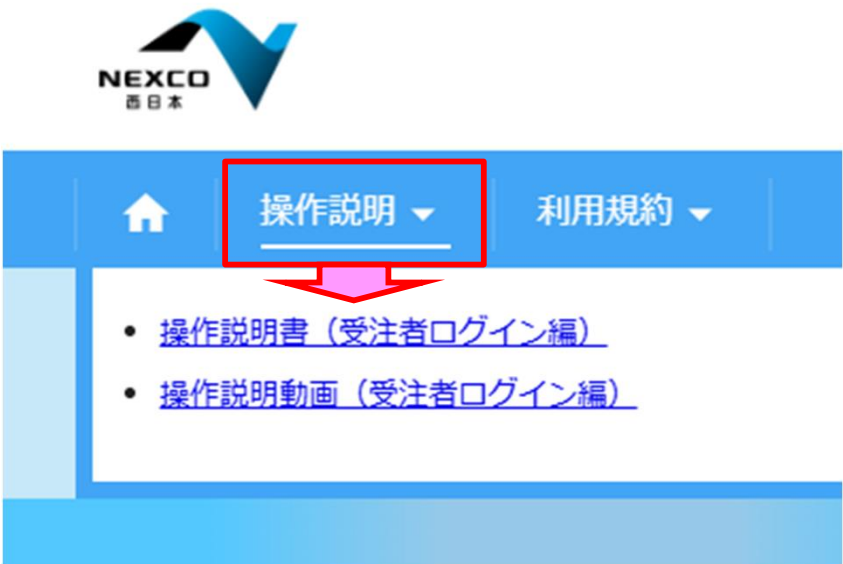 NEXCO
西日本
操作説明
利用規約
操作説明書（受注者ログイン編）
操作説明動画（受注者ログイン編）